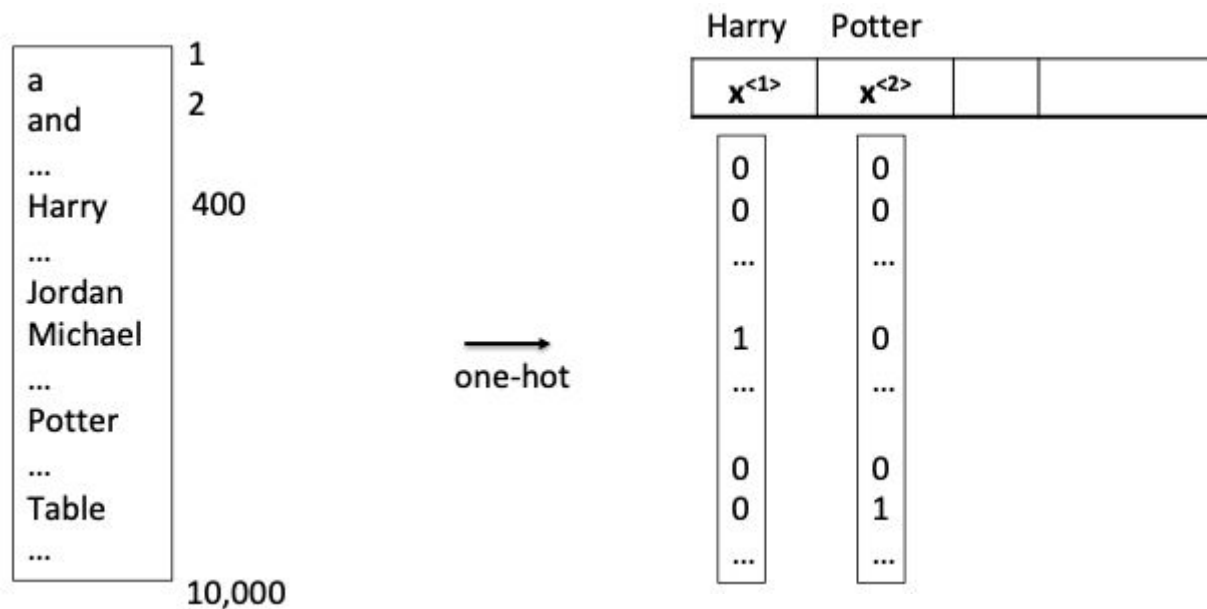 a
and
...
Harry
...
Jordan
Michael
...
Potter
...
Table
...
1
2
400
10,000
one-hot
Harry Potter
x<1> x<2>
0 0
0 0
... ...
1 0
... ...
0 0
0 1
... ...